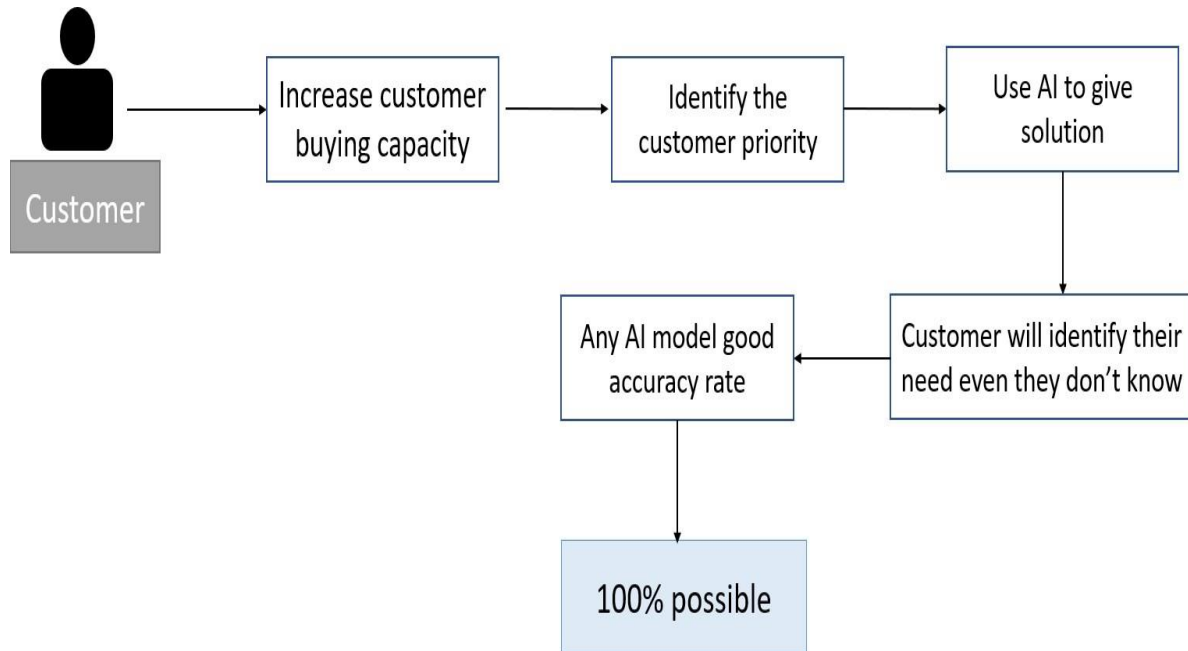 Customer
Increase customer
buying capacity
Identify the
customer priority
Use AI to give
solution
Customer will identify their
need even they don’t know
Any AI model good
accuracy rate
100% possible